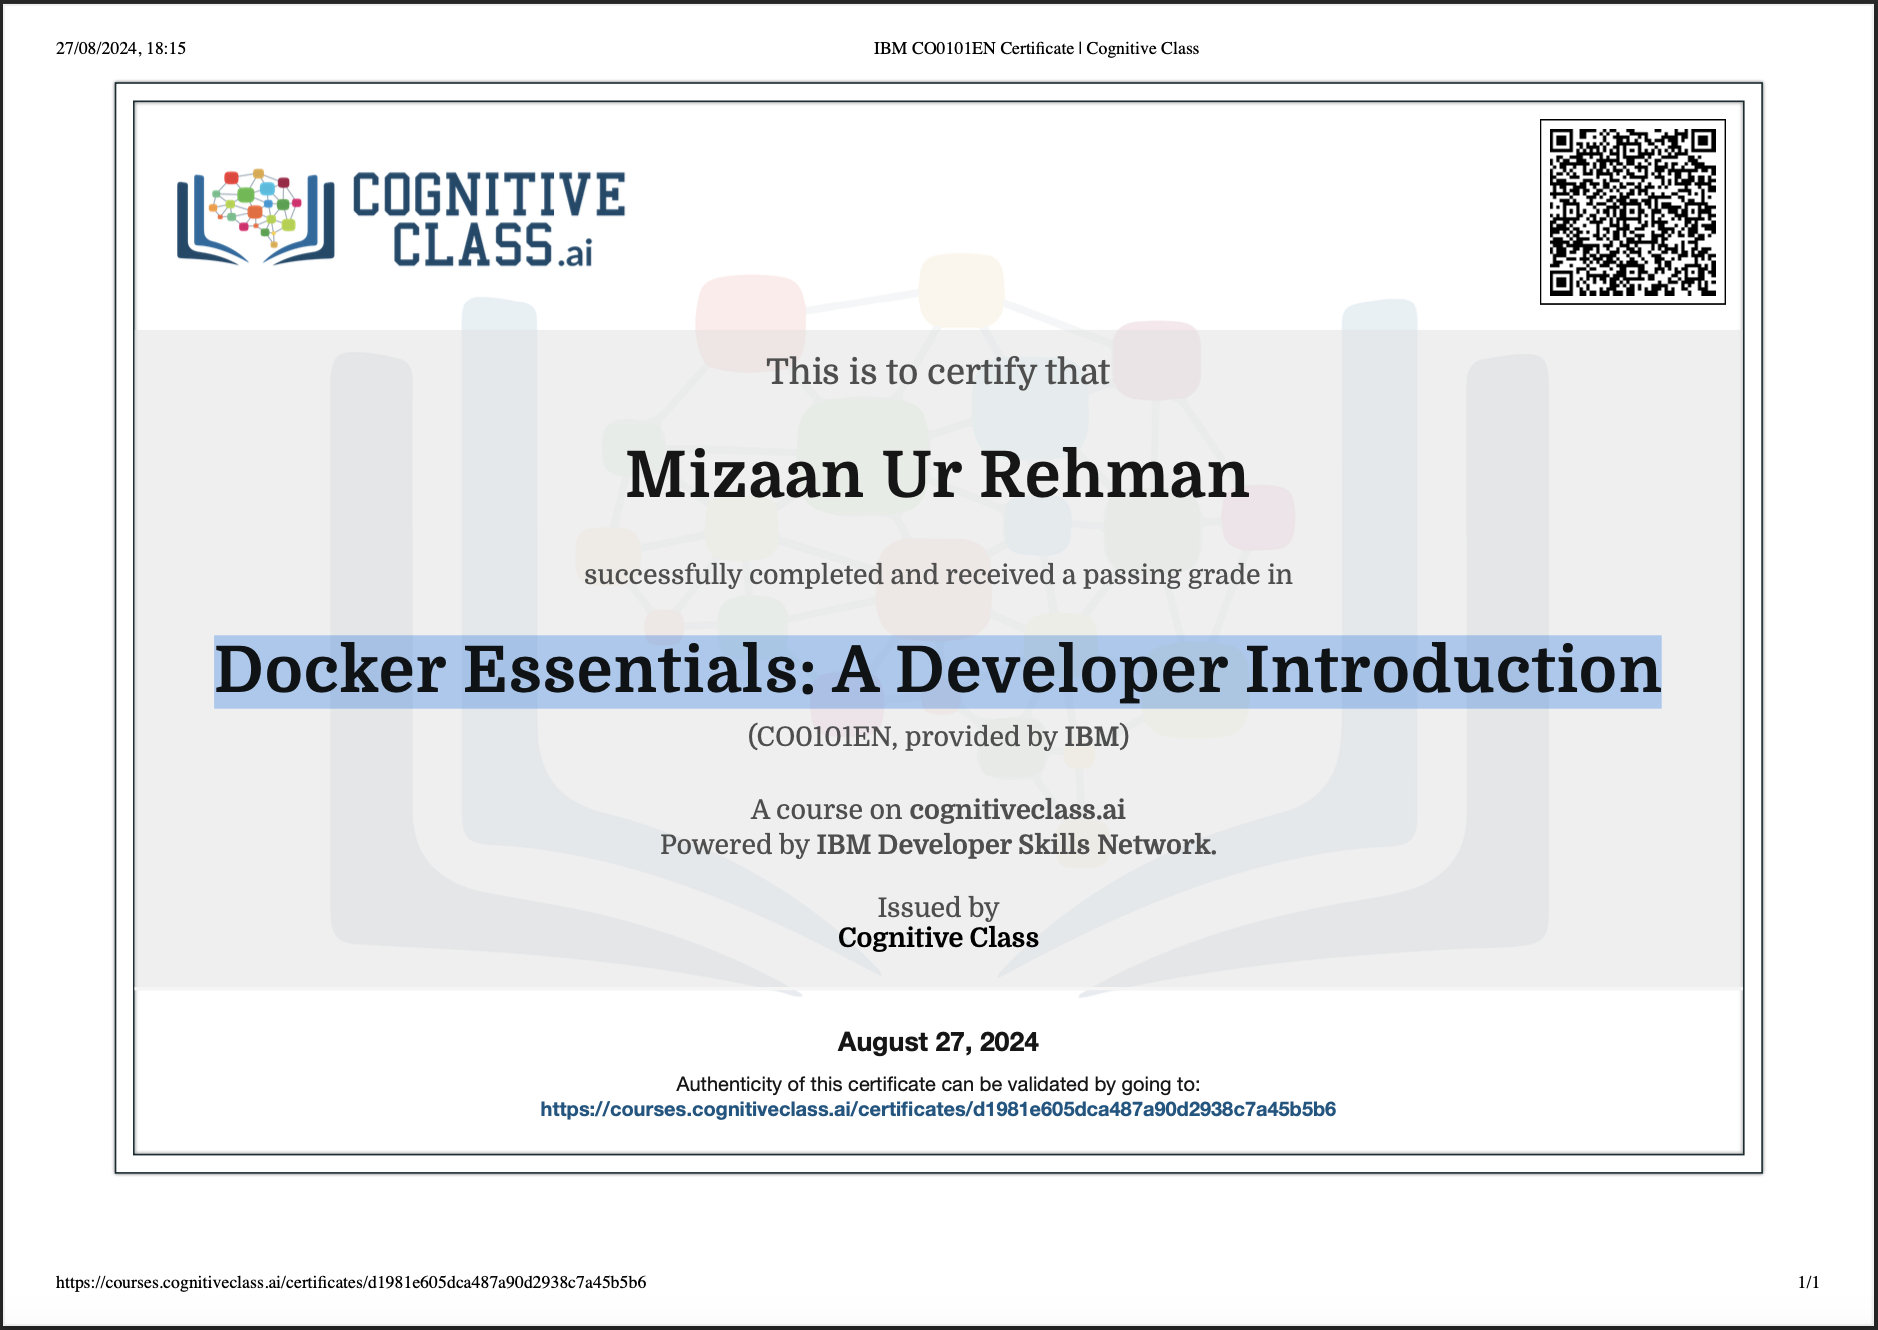 27/08/2024, 18:15
IBM CO0101EN Certificate | Cognitive Class
COGNITIVE
CLASS.ai
This is to certify that
Mizaan Ur Rehman
successfully completed and received a passing grade in
Docker Essentials: A Developer Introduction
(CO0101EN, provided by IBM)
A course on cognitiveclass.ai
Powered by IBM Developer Skills Network.
Issued by
Cognitive Class
August 27, 2024
Authenticity of this certificate can be validated by going to:
https://courses.cognitiveclass.ai/certificates/d1981e605dca487a90d2938c7a45b5b6
https://courses.cognitiveclass.ai/certificates/d1981e605dca487a90d2938c7a45b5b6
1/1